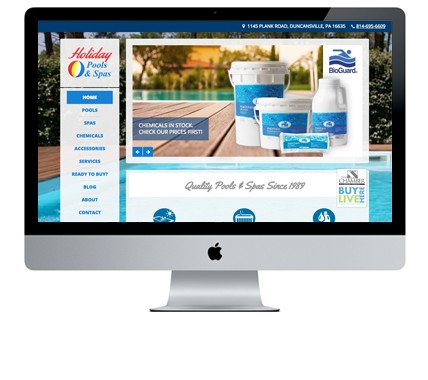 1145 PLANK ROAD, DUNCANSVILLE, PA 16635 814-695-6609
Holiday
Pools
& Spas
HOME
POOLS
SPAS
CHEMICALS
ACCESSORIES
SERVICES
READY TO BUY?
BLOG
ABOUT
CONTACT
BioGuard
CHEMICALS IN STOCK.
CHECK OUR PRICES FIRST!
Quality Pools & Spas Since 1989
CHAMBER
BUY
LIVE
HERE